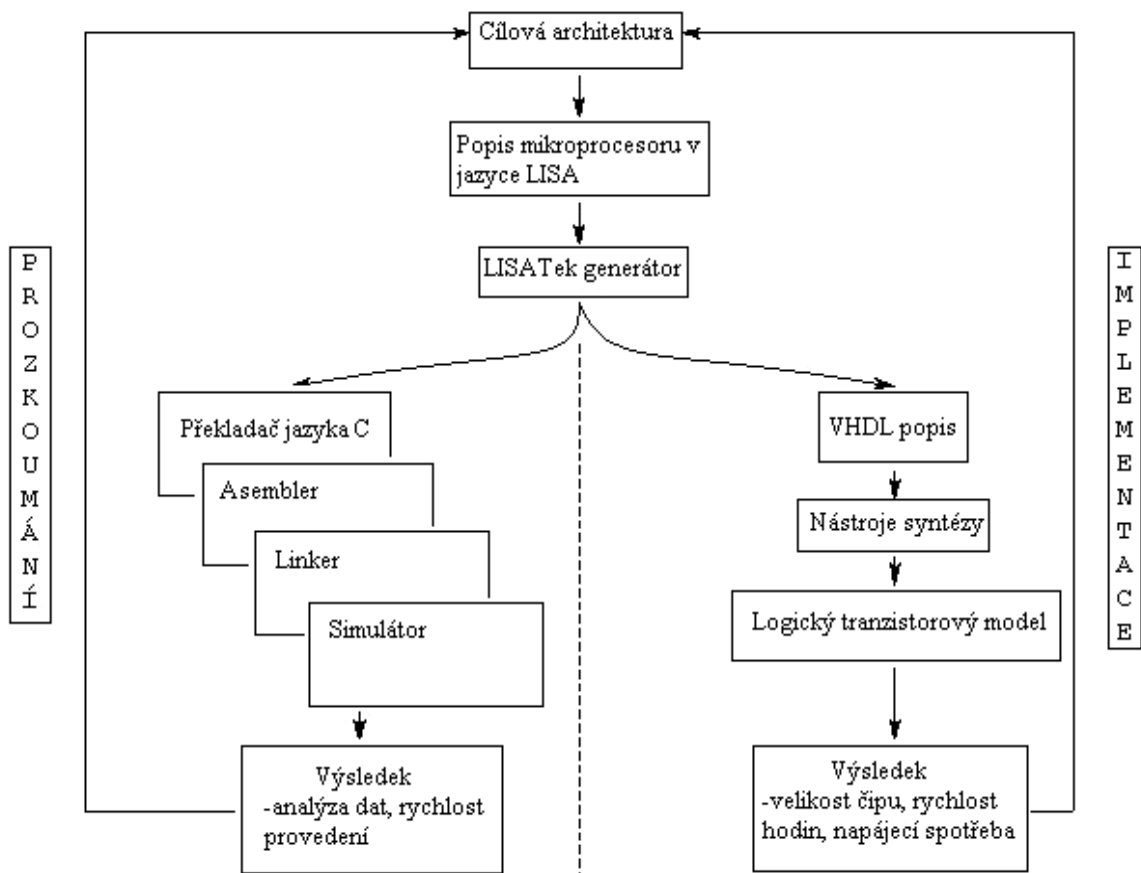 Cílová architektura
Popis mikroprocesoru v
jazyce LISA
LISATek generátor
PROZKOUMÁNÍ
Překladač jazyka C
Asembler
Linker
Simulátor
Výsledek
-analýza dat, rychlost
provedení
VHDL popis
Nástroje syntézy
Logický tranzistorový model
Výsledek
-velikost čipu, rychlost
hodin, napájecí spotřeba
IMPLEMENTACE